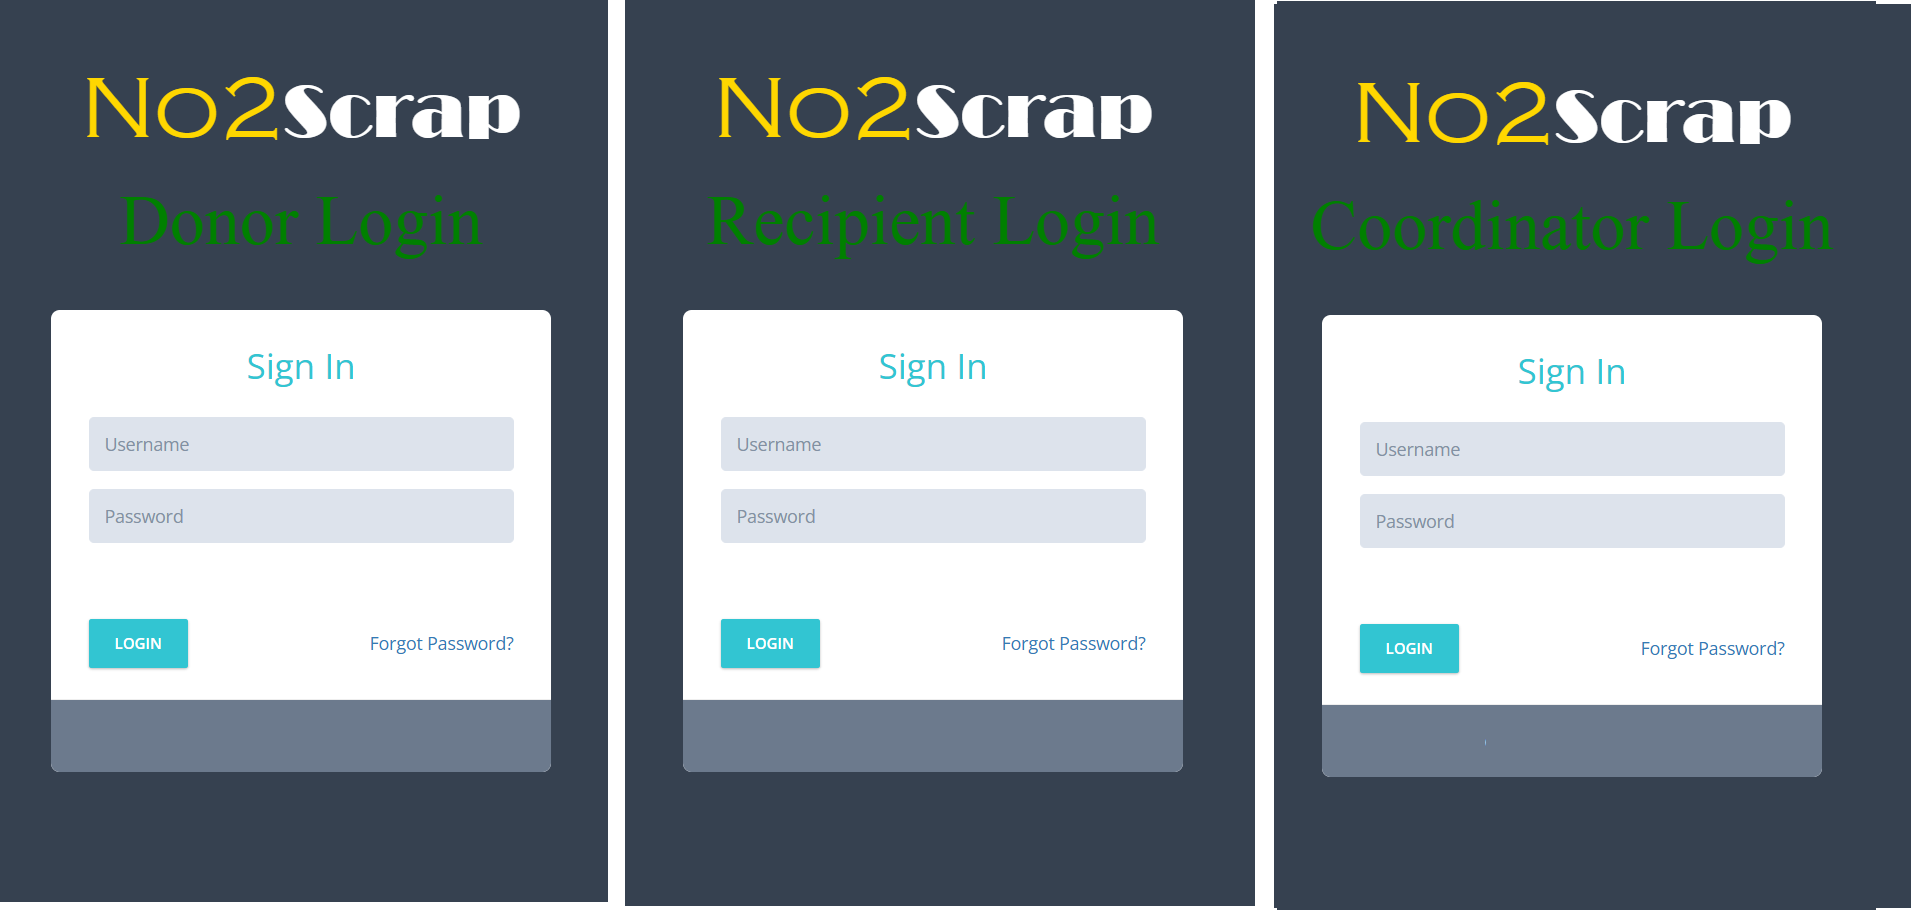 No2Scrap
Donor Login
Sign In
Username
Password
LOGIN
Forgot Password?
No2Scrap
Recipient Login
Sign In
Username
Password
LOGIN
Forgot Password?
No2Scrap
Coordinator Login
Sign In
Username
Password
LOGIN
Forgot Password?